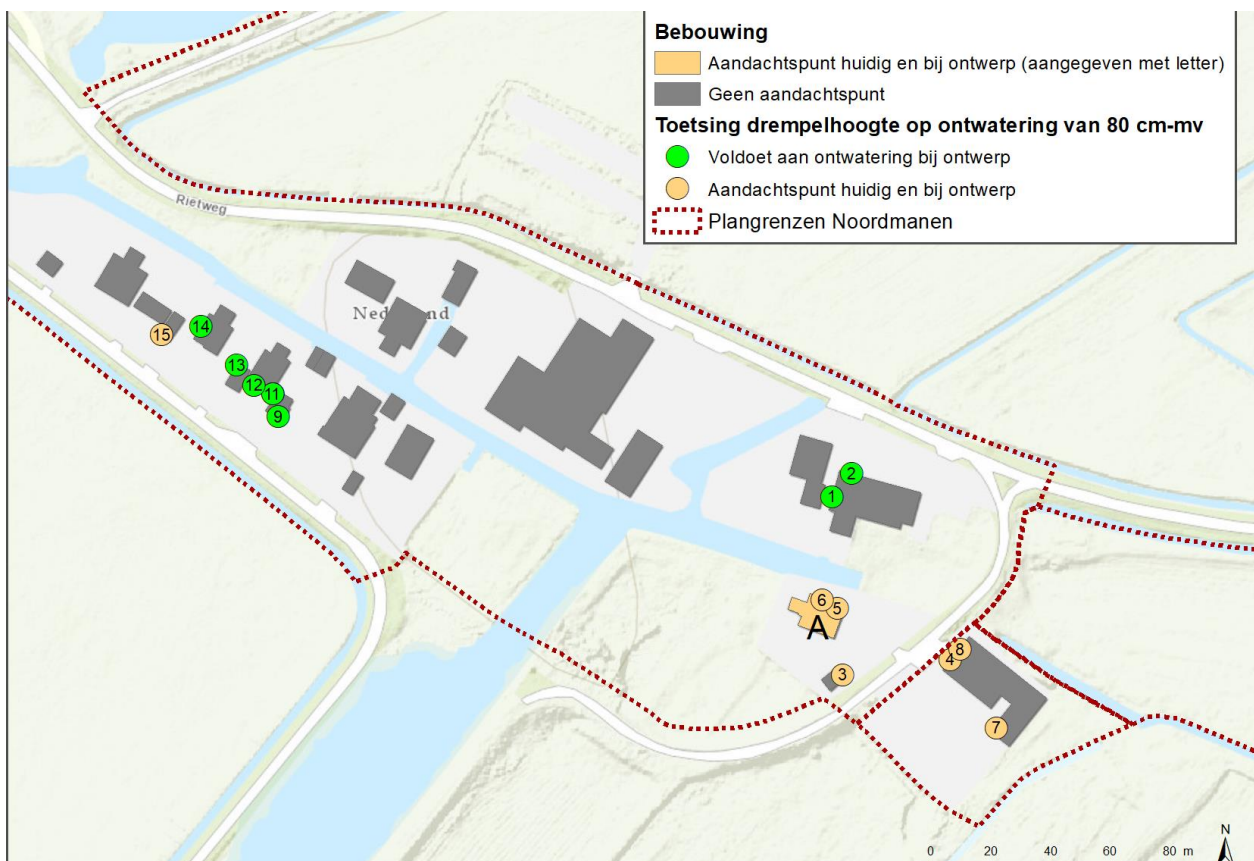 Bebouwing
Aandachtspunt huidig en bij ontwerp (aangegeven met letter)
Geen aandachtspunt
Toetsing drempelhoogte op ontwatering van 80 cm-mv
Voldoet aan ontwatering bij ontwerp
Aandachtspunt huidig en bij ontwerp
Plangrenzen Noordmanen
Rietweg
15
14
13
12
11
9
2
1
6
5
A
3
8
4
7
N
0 20 40 60 80 m